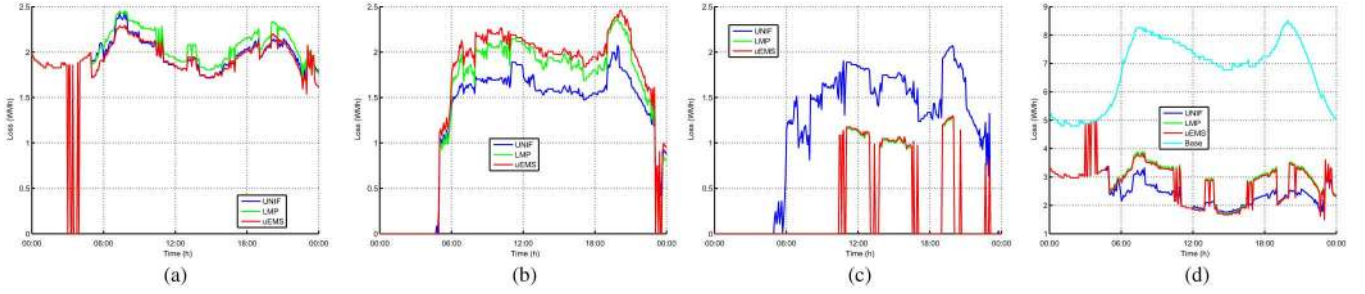 2.5
2
1.5
1
0.5
0
Loss (WMh)
UNIF
LMP
uEMS
00:00
06:00
12:00
18:00
00:00
Time (h)
(a)
2.5
2
1.5
1
0.5
0
Loss (WMh)
UNIF
LMP
uEMS
00:00
06:00
12:00
18:00
00:00
Time (h)
(b)
2.5
2
1.5
1
0.5
0
Loss (WMh)
UNIF
LMP
uEMS
00:00
06:00
12:00
18:00
00:00
Time (h)
(c)
9
8
7
6
5
4
3
2
1
Loss (WMh)
UNIF
LMP
uEMS
Base
00:00
06:00
12:00
18:00
00:00
Time (h)
(d)